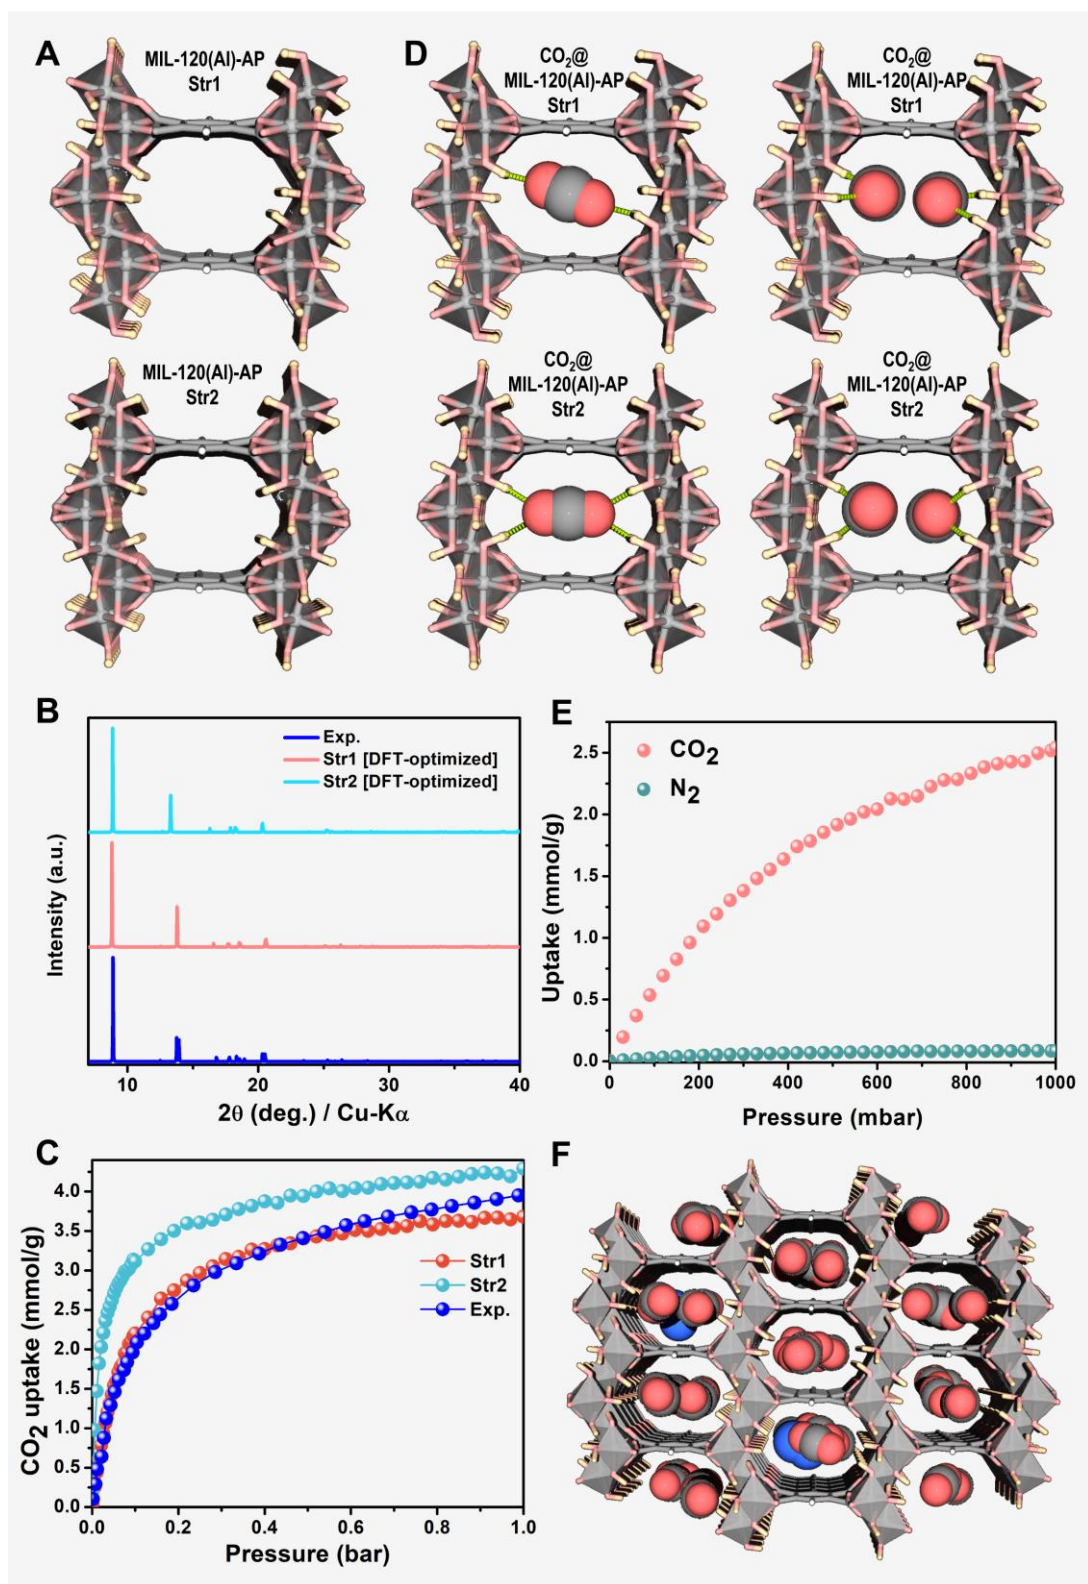 A
MIL-120(Al)-AP
Str1
MIL-120(Al)-AP
Str2
D
CO2@
MIL-120(Al)-AP
Str1
CO2@
MIL-120(Al)-AP
Str1
CO2@
MIL-120(Al)-AP
Str2
CO2@
MIL-120(Al)-AP
Str2
B
Exp.
Str1 [DFT-optimized]
Str2 [DFT-optimized]
Intensity (a.u.)
10
20
30
40
2θ (deg.) / Cu-Kα
E
CO2
N2
Uptake (mmol/g)
2.5
2.0
1.5
1.0
0.5
0.0
0
200
400
600
800
1000
Pressure (mbar)
C
Str1
Str2
Exp.
CO2 uptake (mmol/g)
4.0
3.5
3.0
2.5
2.0
1.5
1.0
0.5
0.0
0.0
0.2
0.4
0.6
0.8
1.0
Pressure (bar)
F